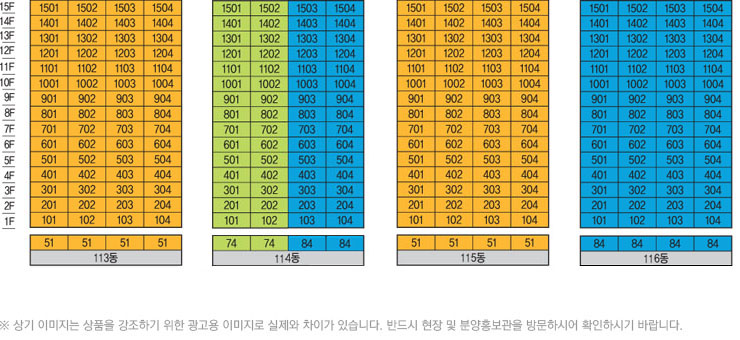 15F 1501 1502 1503 1504 1501 1502 1503 1504 1501 1502 1503 1504 1501 1502 1503 1504
14F 1401 1402 1403 1404 1401 1402 1403 1404 1401 1402 1403 1404 1401 1402 1403 1404
13F 1301 1302 1303 1304 1301 1302 1303 1304 1301 1302 1303 1304 1301 1302 1303 1304
12F 1201 1202 1203 1204 1201 1202 1203 1204 1201 1202 1203 1204 1201 1202 1203 1204
11F 1101 1102 1103 1104 1101 1102 1103 1104 1101 1102 1103 1104 1101 1102 1103 1104
10F 1001 1002 1003 1004 1001 1002 1003 1004 1001 1002 1003 1004 1001 1002 1003 1004
9F 901 902 903 904 901 902 903 904 901 902 903 904 901 902 903 904
8F 801 802 803 804 801 802 803 804 801 802 803 804 801 802 803 804
7F 701 702 703 704 701 702 703 704 701 702 703 704 701 702 703 704
6F 601 602 603 604 601 602 603 604 601 602 603 604 601 602 603 604
5F 501 502 503 504 501 502 503 504 501 502 503 504 501 502 503 504
4F 401 402 403 404 401 402 403 404 401 402 403 404 401 402 403 404
3F 301 302 303 304 301 302 303 304 301 302 303 304 301 302 303 304
2F 201 202 203 204 201 202 203 204 201 202 203 204 201 202 203 204
1F 101 102 103 104 101 102 103 104 101 102 103 104 101 102 103 104
51 51 51 51 74 74 84 84 51 51 51 51 84 84 84 84
113동 114동 115동 116동
※ 상기 이미지는 상품을 강조하기 위한 광고용 이미지로 실제와 차이가 있습니다. 반드시 현장 및 분양홍보관을 방문하시어 확인하시기 바랍니다.